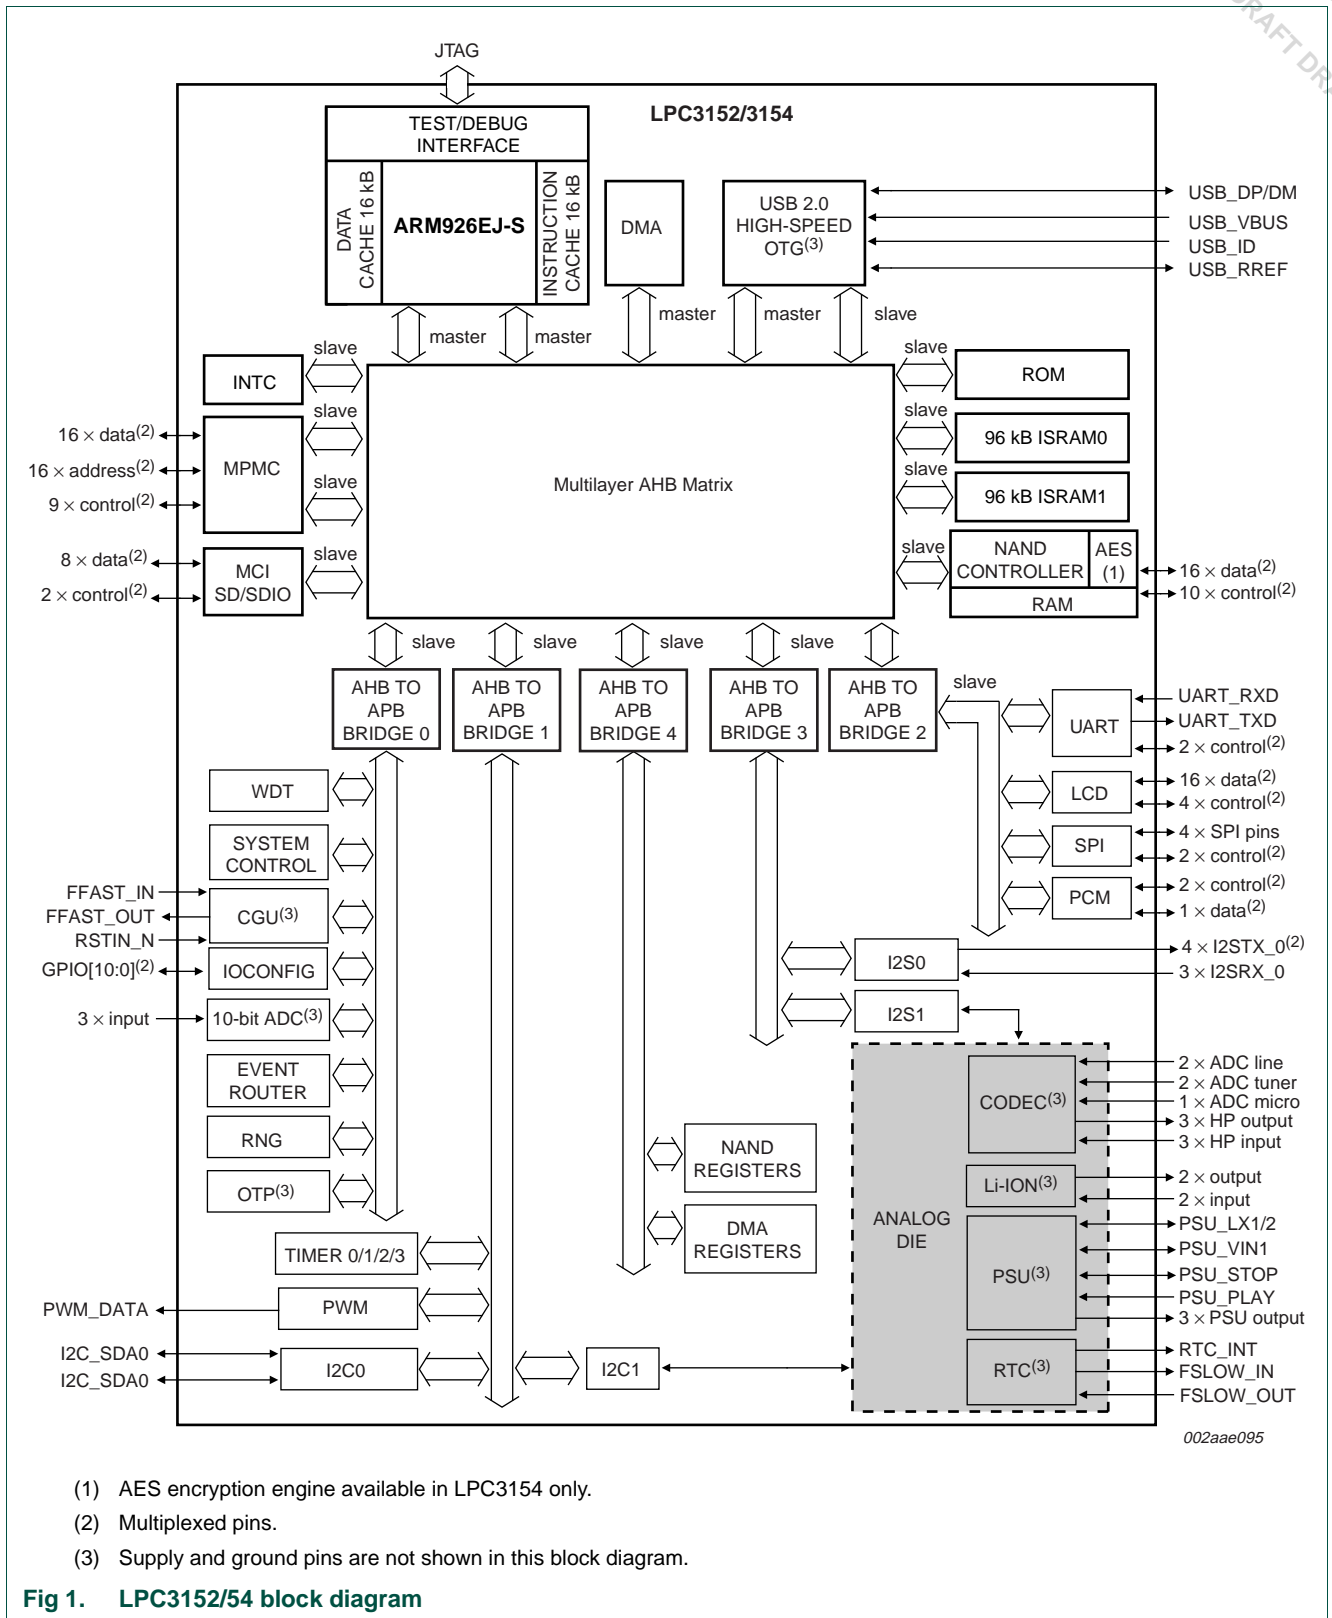 DRAFT DRA
JTAG
LPC3152/3154
TEST/DEBUG
INTERFACE
DATA
CACHE 16 kB
ARM926EJ-S
INSTRUCTION
CACHE 16 kB
DMA
USB 2.0
HIGH-SPEED
OTG(3)
USB_DP/DM
USB_VBUS
USB_ID
USB_RREF
master
master
master
master
slave
slave
INTC
slave
ROM
16 × data(2)
16 × address(2)
9 × control(2)
MPMC
slave
slave
Multilayer AHB Matrix
slave
96 kB ISRAM0
slave
96 kB ISRAM1
8 × data(2)
2 × control(2)
MCI
SD/SDIO
slave
slave
NAND
CONTROLLER
AES
(1)
RAM
16 × data(2)
10 × control(2)
slave
slave
slave
slave
slave
AHB TO
APB
BRIDGE 0
AHB TO
APB
BRIDGE 1
AHB TO
APB
BRIDGE 4
AHB TO
APB
BRIDGE 3
AHB TO
APB
BRIDGE 2
UART
UART_RXD
UART_TXD
2 × control(2)
LCD
16 × data(2)
4 × control(2)
SPI
4 × SPI pins
2 × control(2)
PCM
2 × control(2)
1 × data(2)
WDT
SYSTEM
CONTROL
FFAST_IN
FFAST_OUT
RSTIN_N
CGU(3)
GPIO[10:0](2)
IOCONFIG
3 × input
10-bit ADC(3)
EVENT
ROUTER
RNG
OTP(3)
I2S0
4 × I2STX_0(2)
3 × I2SRX_0
I2S1
NAND
REGISTERS
DMA
REGISTERS
ANALOG
DIE
CODEC(3)
2 × ADC line
2 × ADC tuner
1 × ADC micro
3 × HP output
3 × HP input
Li-ION(3)
2 × output
2 × input
PSU(3)
PSU_LX1/2
PSU_VIN1
PSU_STOP
PSU_PLAY
3 × PSU output
RTC(3)
RTC_INT
FSLOW_IN
FSLOW_OUT
TIMER 0/1/2/3
PWM_DATA
PWM
I2C_SDA0
I2C_SDA0
I2C0
I2C1
002aae095
(1) AES encryption engine available in LPC3154 only.
(2) Multiplexed pins.
(3) Supply and ground pins are not shown in this block diagram.
Fig 1. LPC3152/54 block diagram